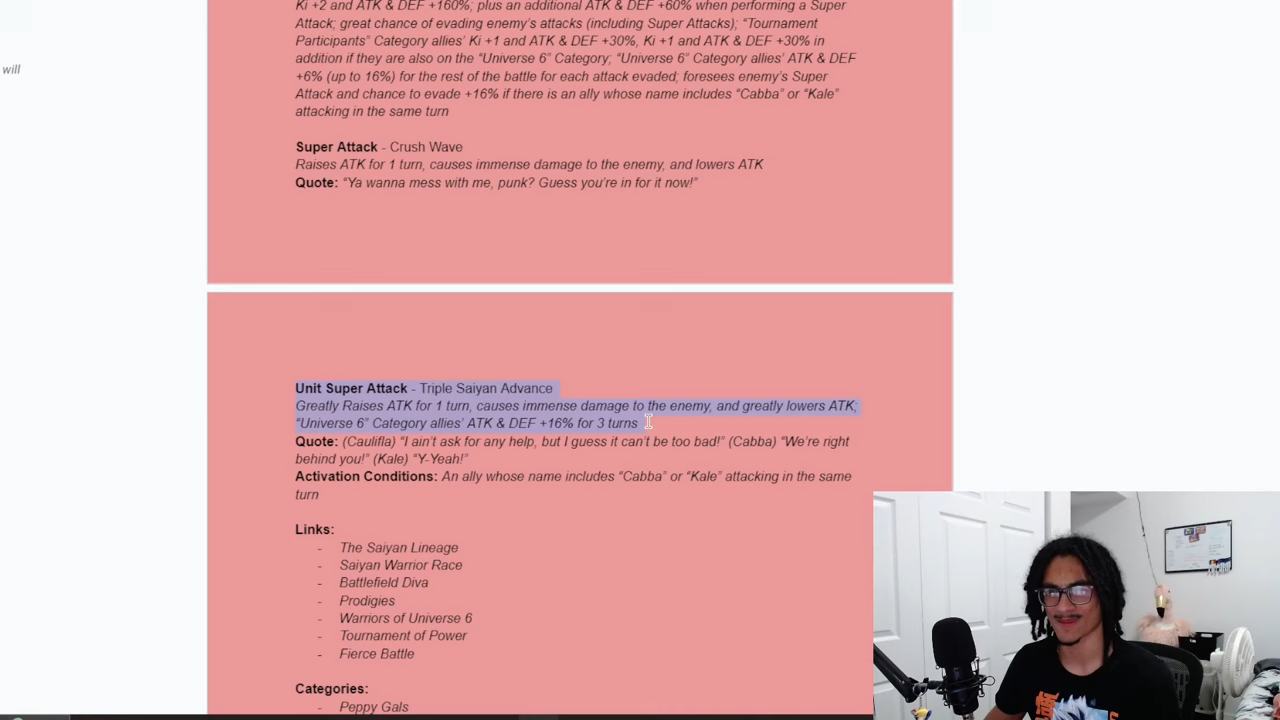 Ki +2 and ATK & DEF +160%; plus an additional ATK & DEF +60% when performing a Super
Attack; great chance of evading enemy's attacks (including Super Attacks); "Tournament
will
Participants" Category allies' Ki +1 and ATK & DEF +30%, Ki +1 and ATK & DEF +30% in
addition if they are also on the "Universe 6" Category; "Universe 6" Category allies' ATK & DEF
+6% (up to 16%) for the rest of the battle for each attack evaded; foresees enemy's Super
Attack and chance to evade +16% if there is an ally whose name includes "Cabba" or "Kale"
attacking in the same turn
Super Attack - Crush Wave
Raises ATK for 1 turn, causes immense damage to the enemy, and lowers ATK
Quote: "Ya wanna mess with me, punk? Guess you're in for it now!"
Unit Super Attack - Triple Saiyan Advance
Greatly Raises ATK for 1 turn, causes immense damage to the enemy, and greatly lowers ATK;
"Universe 6" Category allies' ATK & DEF +16% for 3 turns
Quote: (Caulifla) "I ain't ask for any help, but I guess it can't be too bad!" (Cabba) "We're right
behind you!" (Kale) "Y-Yeah!"
Activation Conditions: An ally whose name includes "Cabba" or "Kale" attacking in the same
turn
Links:
- The Saiyan Lineage
- Saiyan Warrior Race
- Battlefield Diva
- Prodigies
- Warriors of Universe 6
- Tournament of Power
- Fierce Battle
Categories:
- Peppy Gals